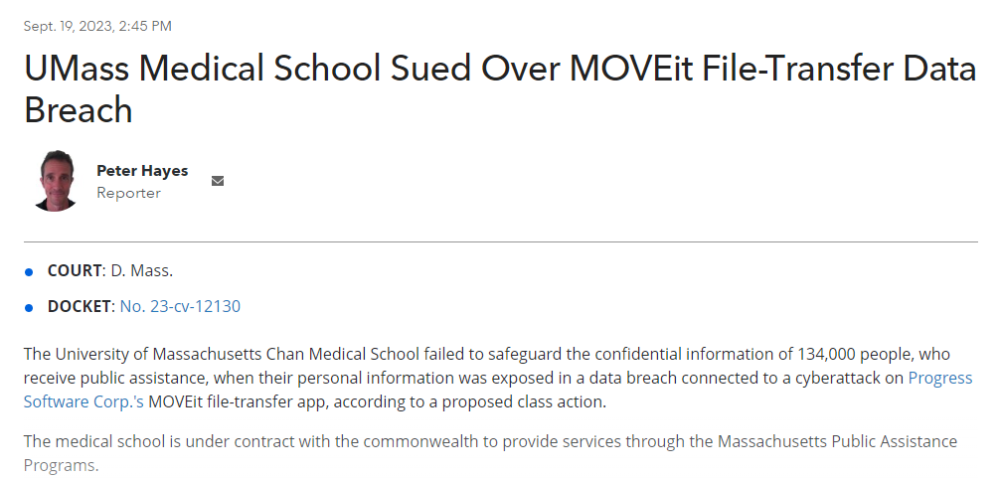 Sept. 19, 2023, 2:45 PM
UMass Medical School Sued Over MOVEit File-Transfer Data
Breach
Peter Hayes
Reporter
COURT: D. Mass.
DOCKET: No. 23-cv-12130
The University of Massachusetts Chan Medical School failed to safeguard the confidential information of 134,000 people, who
receive public assistance, when their personal information was exposed in a data breach connected to a cyberattack on Progress
Software Corp.'s MOVEit file-transfer app, according to a proposed class action.
The medical school is under contract with the commonwealth to provide services through the Massachusetts Public Assistance
Programs.